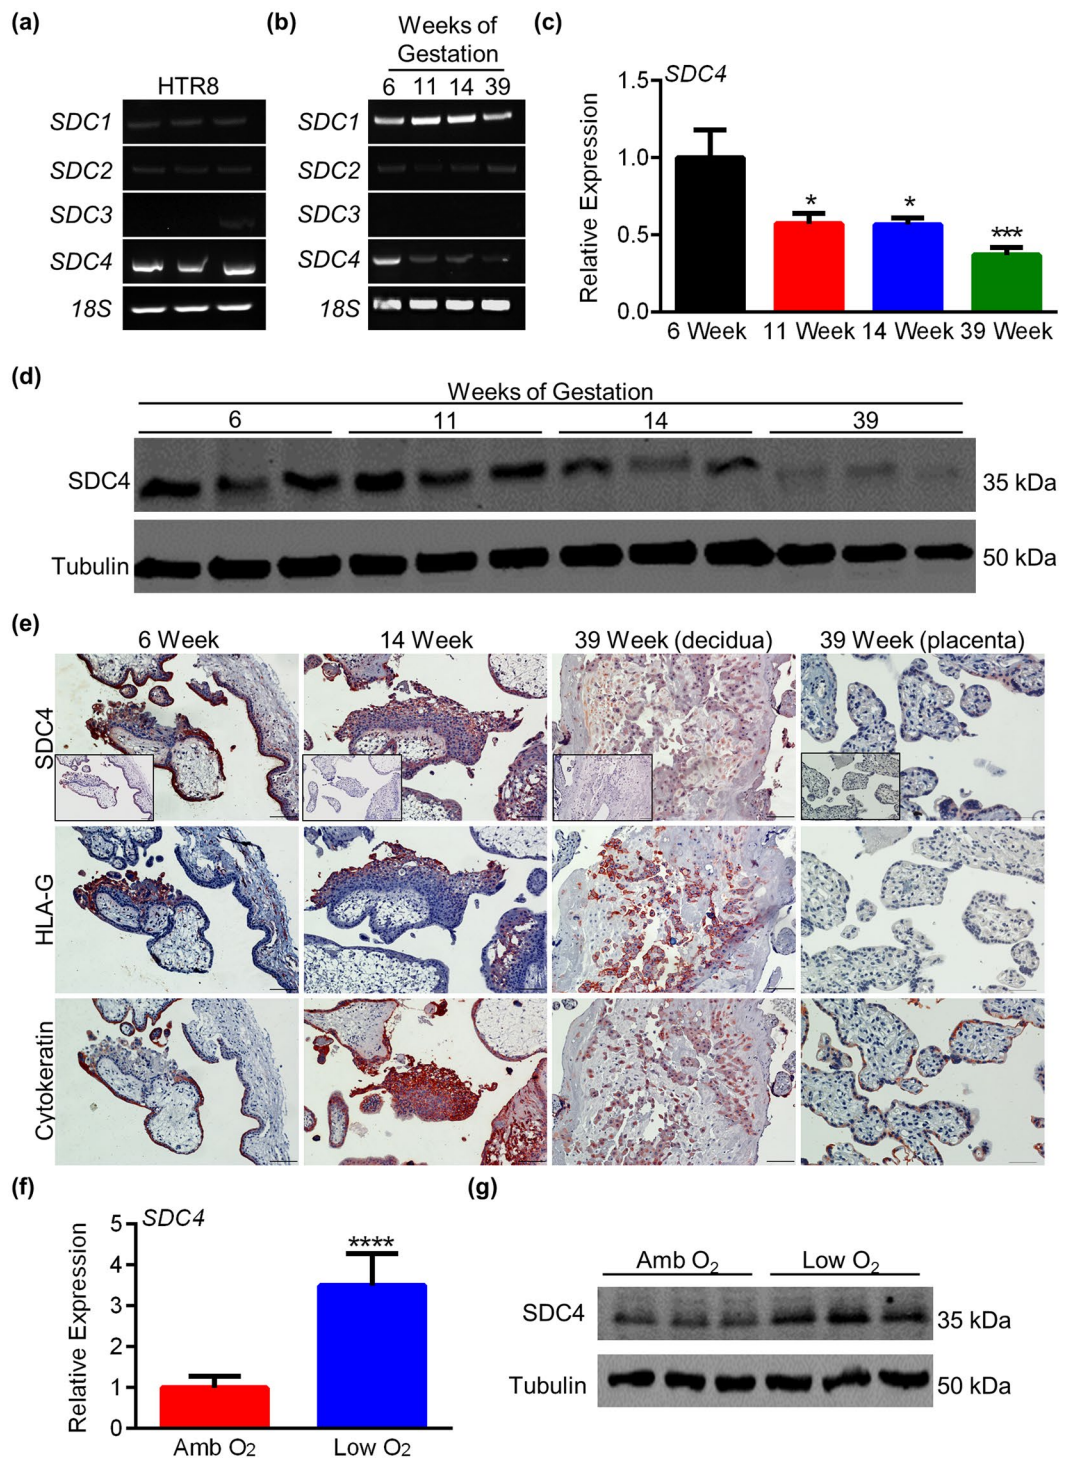 (a)
HTR8
SDC1
SDC2
SDC3
SDC4
18S
(b)
Weeks of
Gestation
6 11 14 39
SDC1
SDC2
SDC3
SDC4
18S
(c)
SDC4
Relative Expression
1.5
1.0
0.5
0.0
* * ***
6 Week 11 Week 14 Week 39 Week
(d)
Weeks of Gestation
6 11 14 39
SDC4 35 kDa
Tubulin 50 kDa
(e)
6 Week 14 Week 39 Week (decidua) 39 Week (placenta)
SDC4
HLA-G
Cytokeratin
(f)
SDC4
Relative Expression
5
4
3
2
1
0
****
Amb O₂ Low O₂
(g)
Amb O₂ Low O₂
SDC4 35 kDa
Tubulin 50 kDa